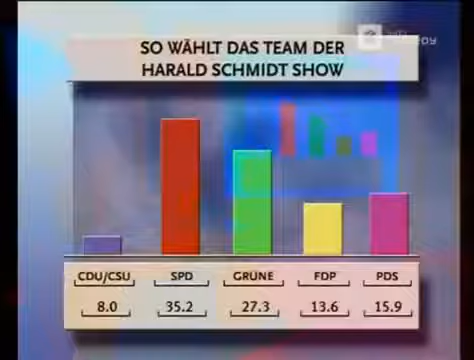 SO WÄHLT DAS TEAM DER
HARALD SCHMIDT SHOW
CDU/CSU SPD GRÜNE FDP PDS
8.0 35.2 27.3 13.6 15.9